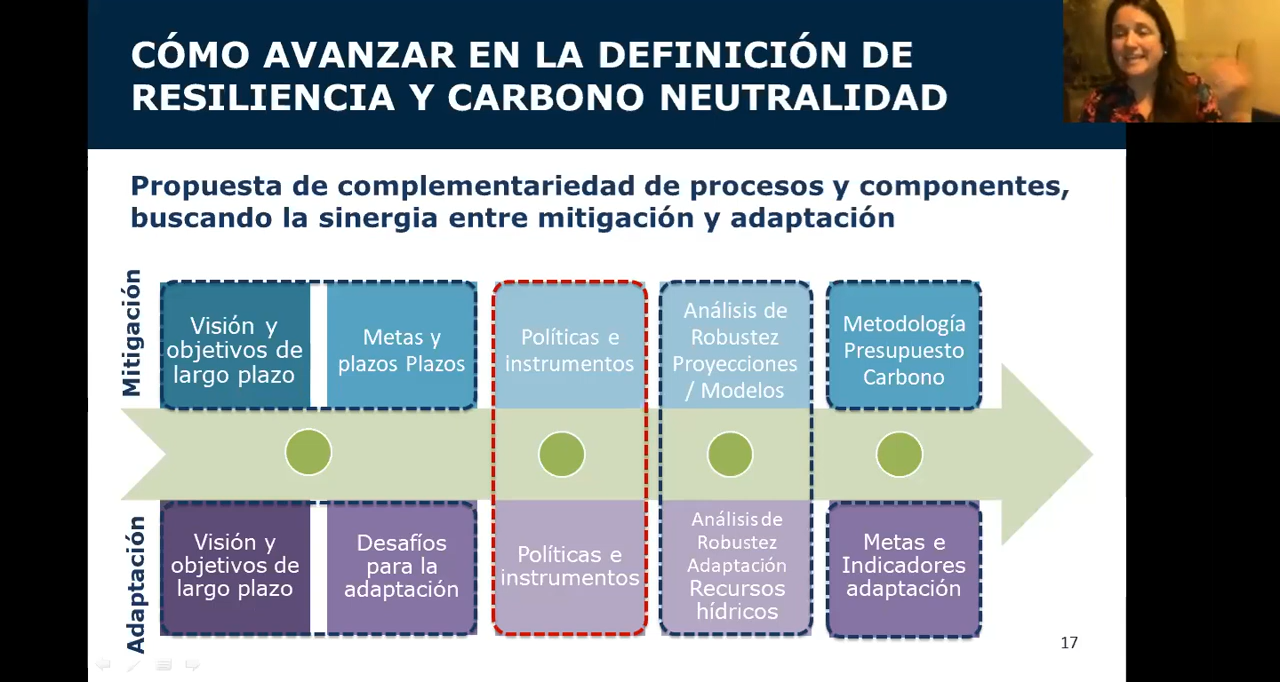 CÓMO AVANZAR EN LA DEFINICIÓN DE
RESILIENCIA Y CARBONO NEUTRALIDAD
Propuesta de complementariedad de procesos y componentes,
buscando la sinergia entre mitigación y adaptación
Mitigación
Visión y
objetivos de
largo plazo
Metas y
plazos Plazos
Políticas e
instrumentos
Análisis de
Robustez
Proyecciones
/ Modelos
Metodología
Presupuesto
Carbono
Adaptación
Visión y
objetivos de
largo plazo
Desafíos
para la
adaptación
Políticas e
instrumentos
Análisis de
Robustez
Adaptación
Recursos
hídricos
Metas e
Indicadores
adaptación
17